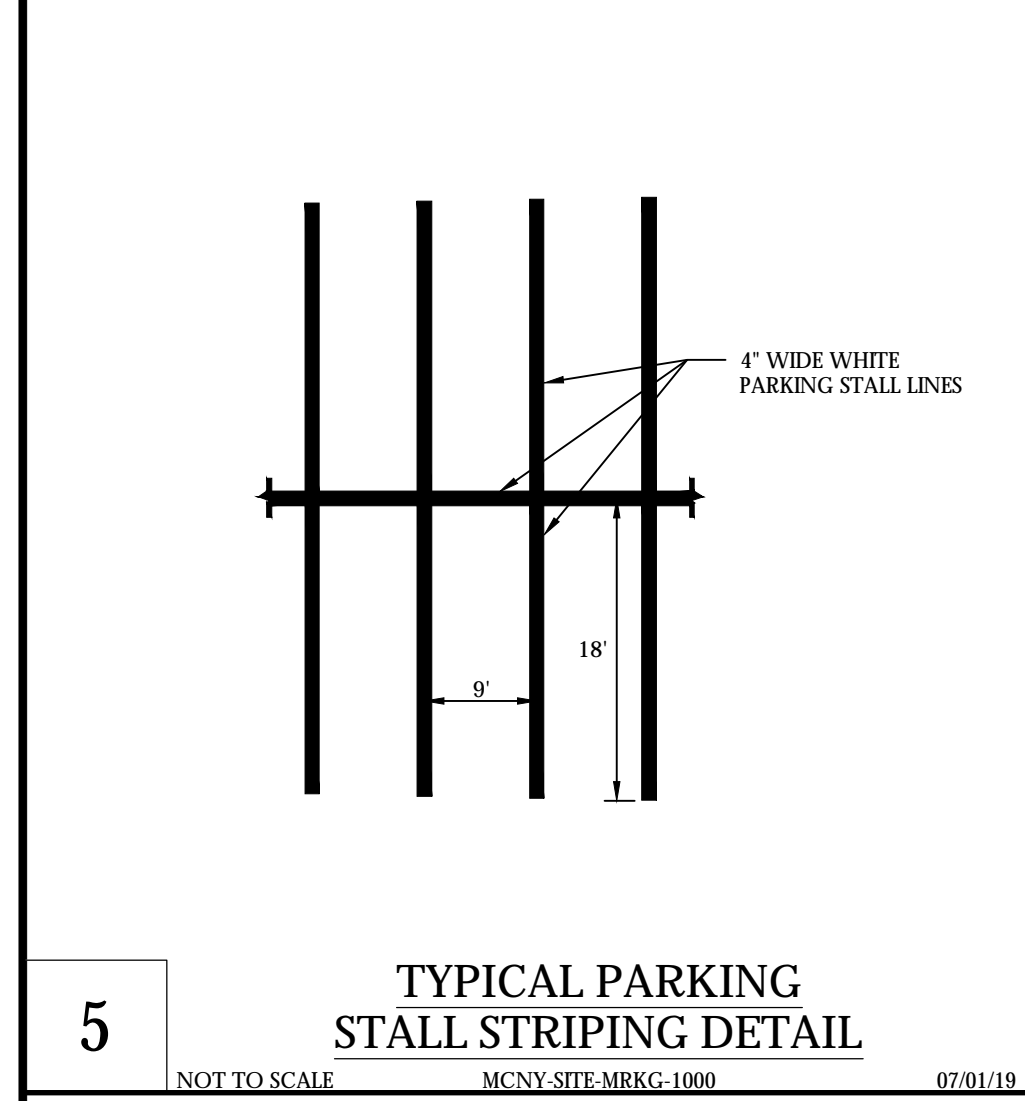 4" WIDE WHITE
PARKING STALL LINES
18'
9'
5
TYPICAL PARKING
STALL STRIPING DETAIL
NOT TO SCALE
MCNY-SITE-MRKG-1000
07/01/19